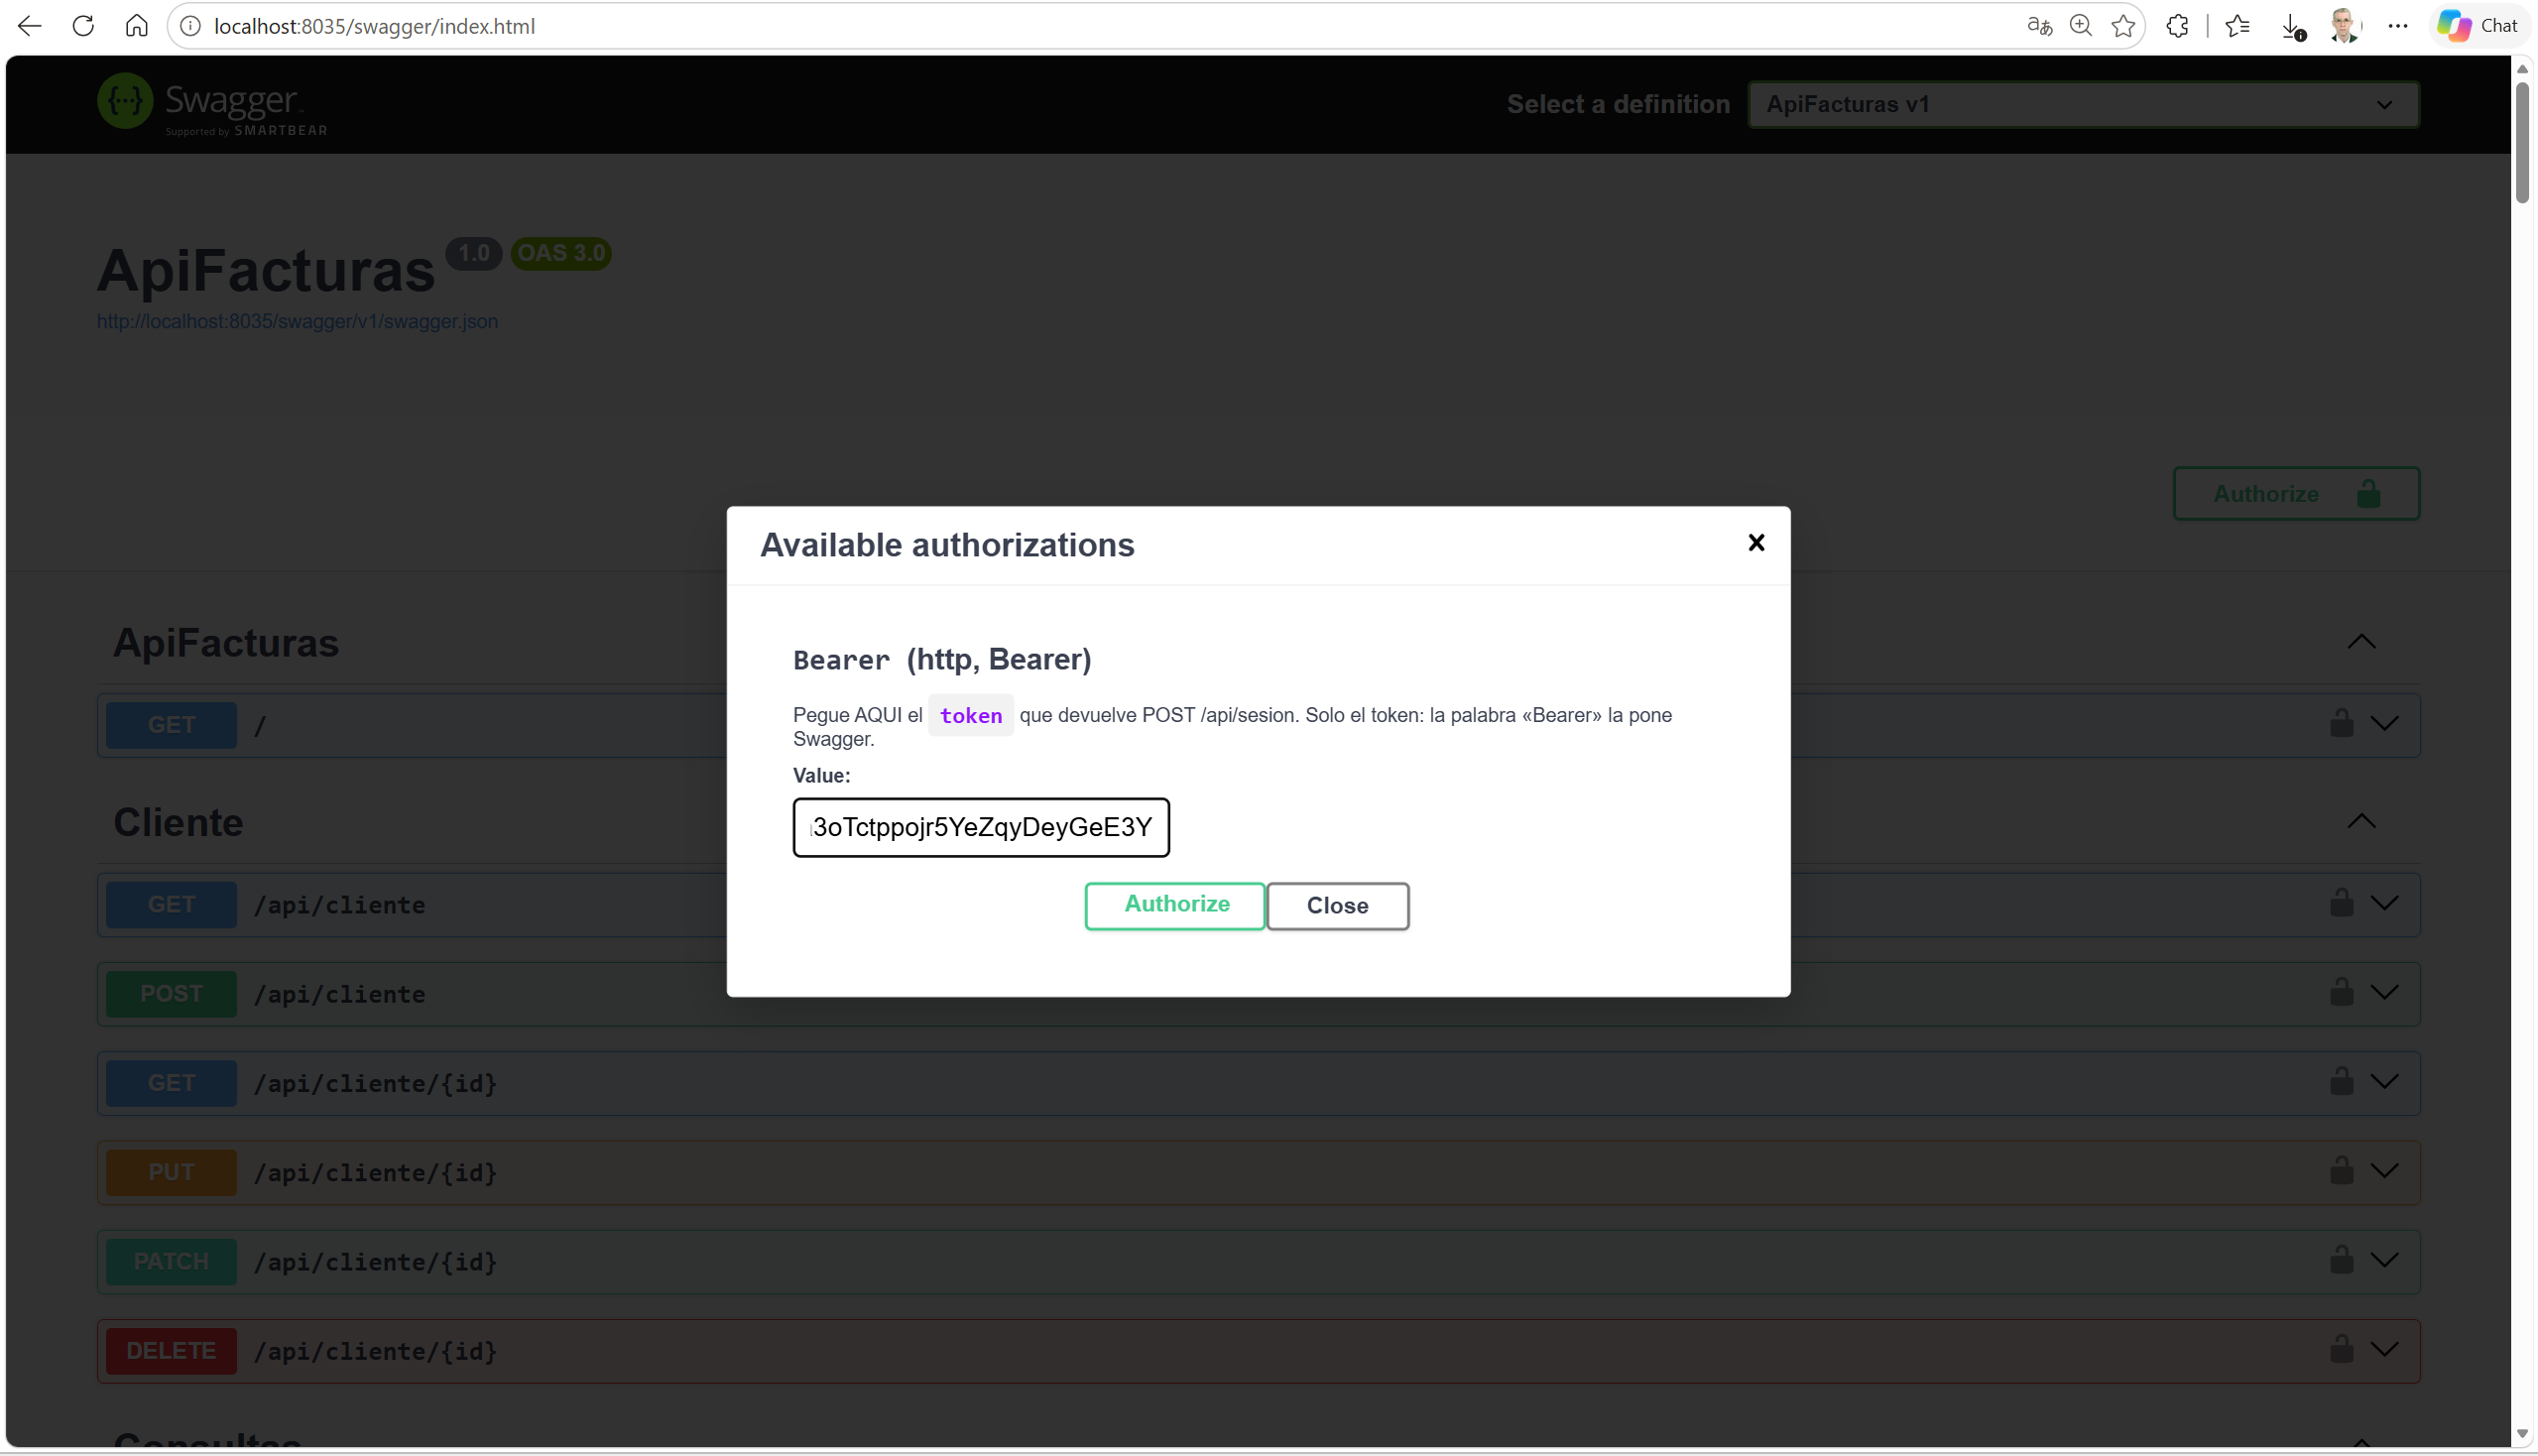 localhost:8035/swagger/index.html
Chat
Swagger
Supported by SMARTBEAR
Select a definition
ApiFacturas v1
ApiFacturas 1.0 OAS 3.0
http://localhost:8035/swagger/v1/swagger.json
Authorize
Available authorizations
Bearer (http, Bearer)
Pegue AQUI el token que devuelve POST /api/sesion. Solo el token: la palabra «Bearer» la pone
Swagger.
Value:
3oTctppojr5YeZqyDeyGeE3Y
Authorize
Close
ApiFacturas
GET /
Cliente
GET /api/cliente
POST /api/cliente
GET /api/cliente/{id}
PUT /api/cliente/{id}
PATCH /api/cliente/{id}
DELETE /api/cliente/{id}
Consultas